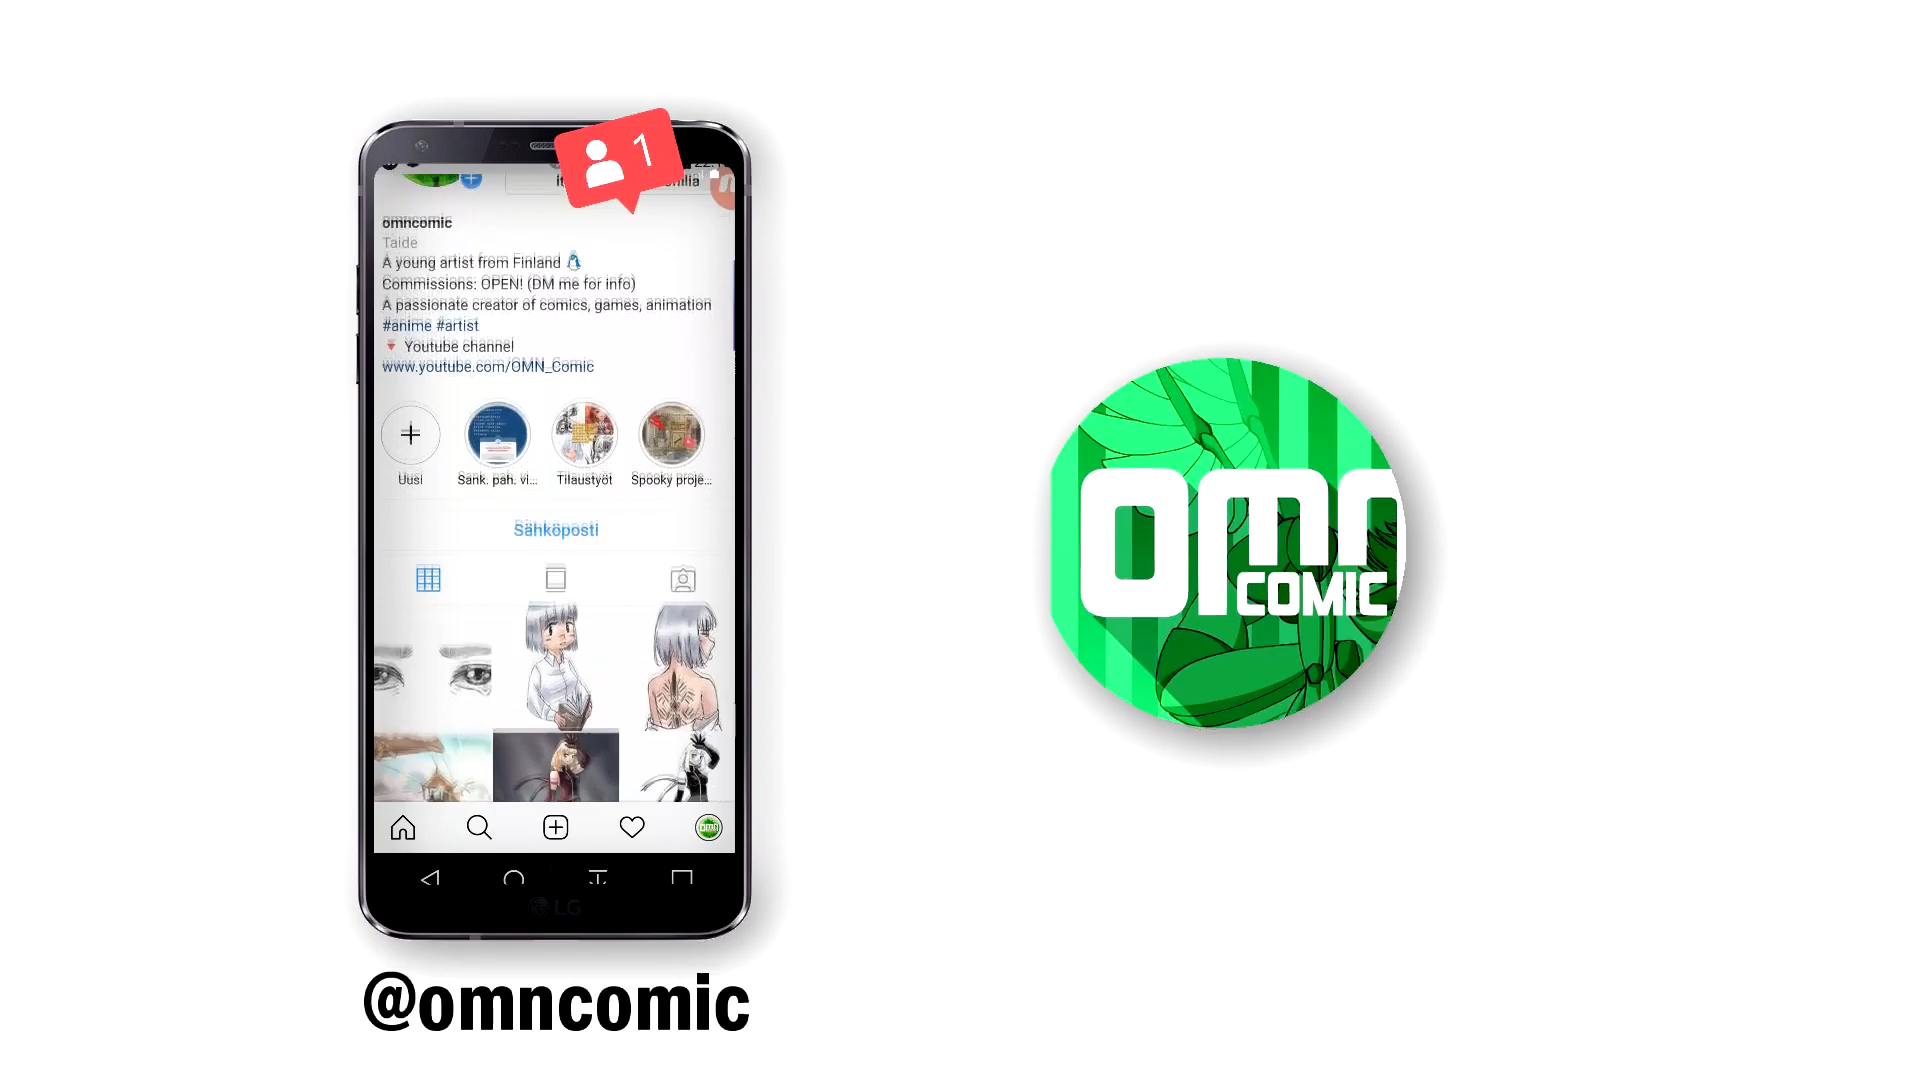 1
omncomic
Taide
A young artist from Finland
Commissions: OPEN! (DM me for info)
A passionate creator of comics, games, animation
#anime #artist
Youtube channel
www.youtube.com/OMN_Comic
Uusi
Sank. pah. vi...
Tilaustyöt
Spooky proje...
Sähköposti
LG
@omncomic
omn
COMIC